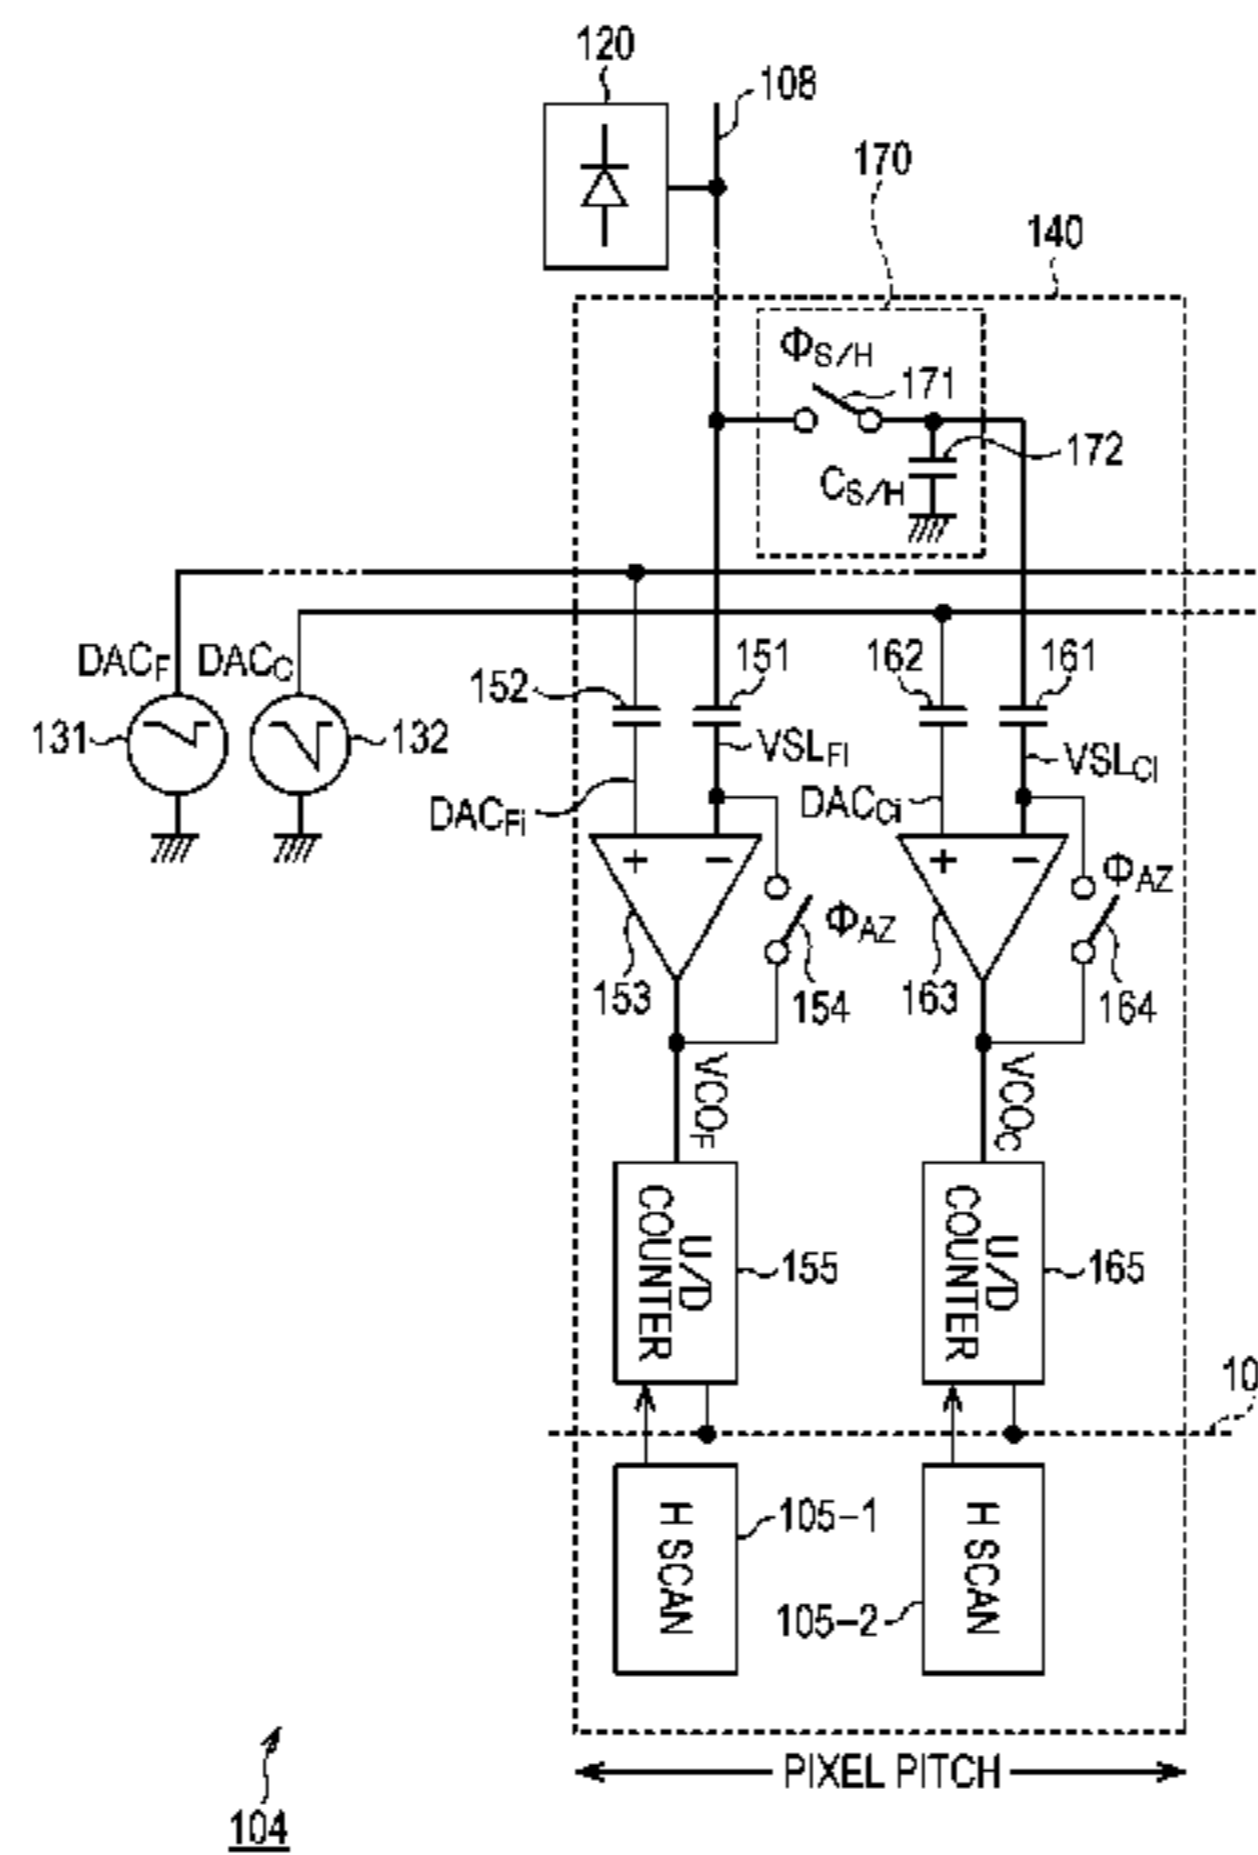 120
108
170
140
ΦS/H
171
172
CS/H
DACF
DACC
151
162
161
152
131
132
VSLFI
VSLCI
DACFi
DACCi
+
−
+
−
ΦAZ
ΦAZ
153
154
163
164
VCOF
VCOC
U/D
COUNTER
155
U/D
COUNTER
165
10
H SCAN
105-1
H SCAN
105-2
PIXEL PITCH
104